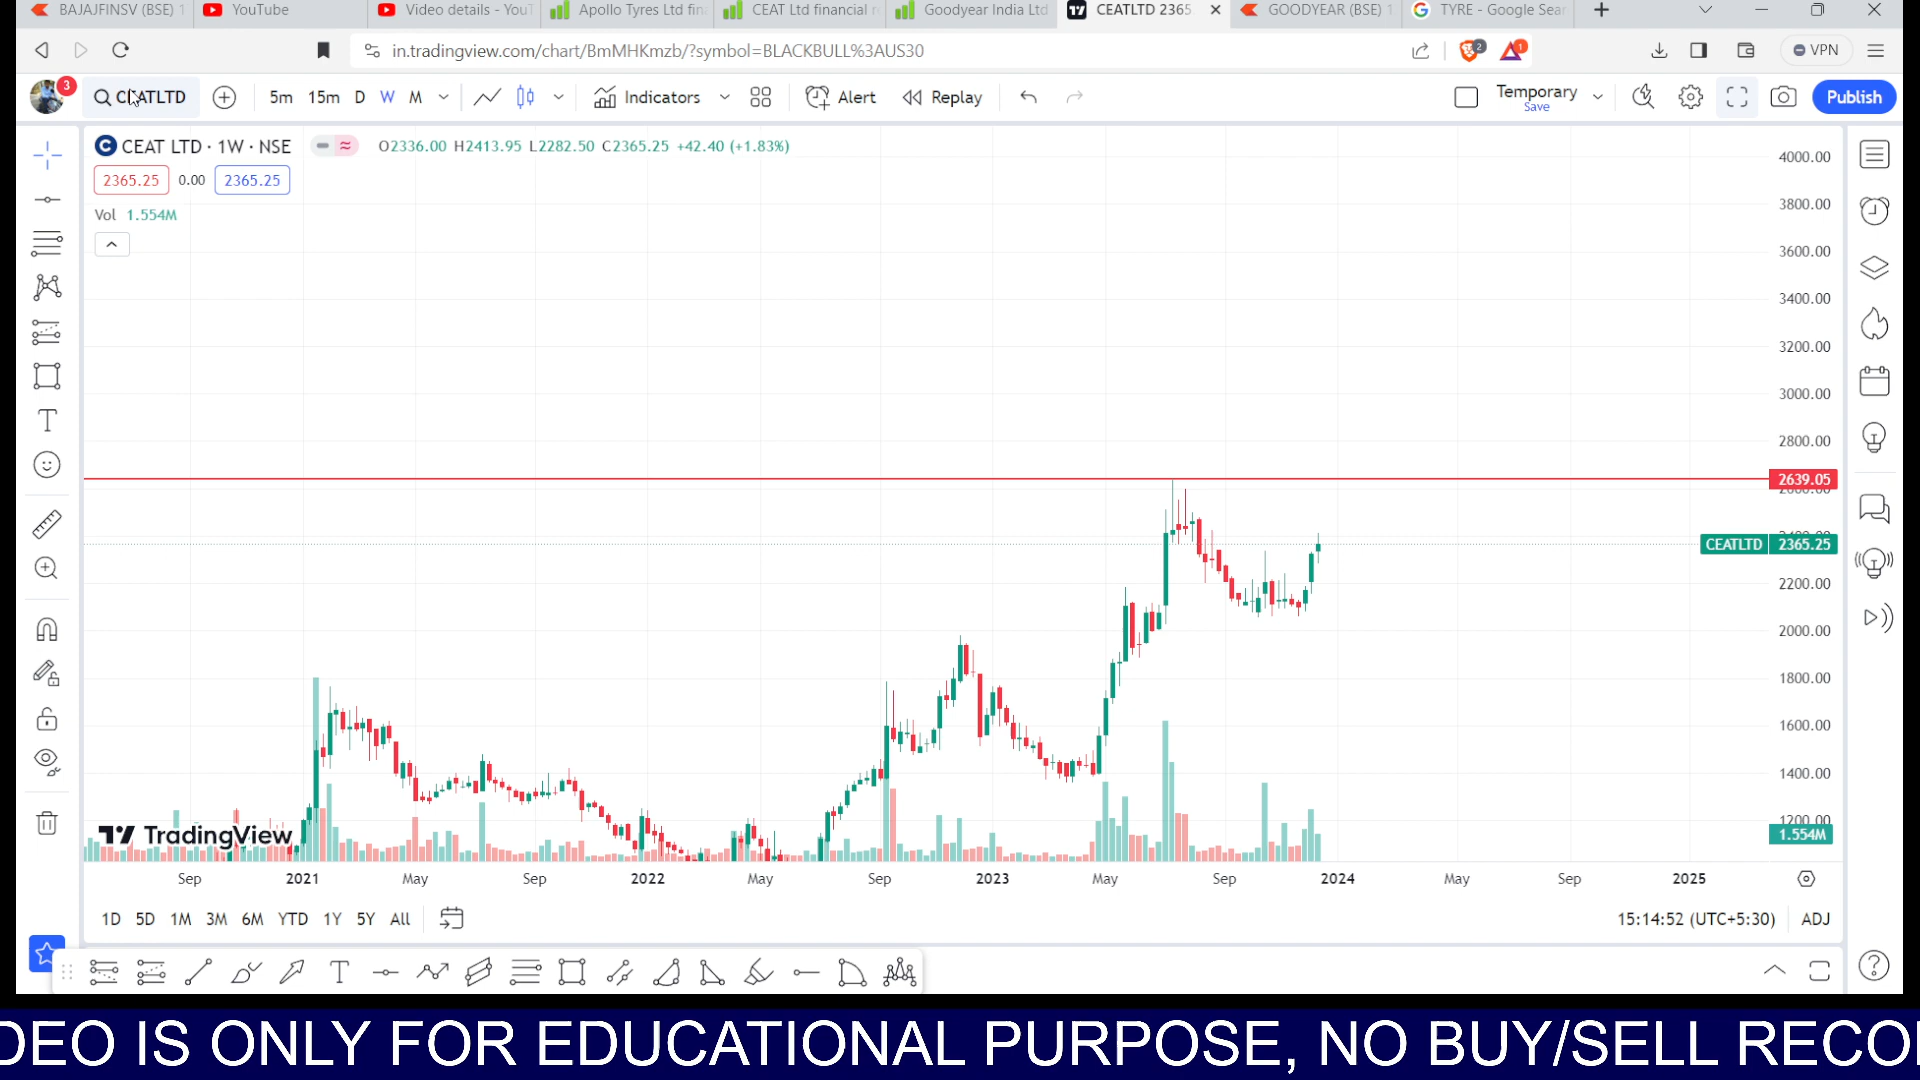 BAJAJFINSV (BSE) 1
YouTube
Video details - YouT
Apollo Tyres Ltd fin
CEAT Ltd financial r
Goodyear India Ltd
CEATLTD 2365
GOODYEAR (BSE) 1
TYRE - Google Sear
in.tradingview.com/chart/BmMHKmzb/?symbol=BLACKBULL%3AUS30
2
1
VPN
3
CEATLTD
5m
15m
D
W
M
Indicators
Alert
Replay
Temporary
Save
Publish
C CEAT LTD · 1W · NSE
O2336.00 H2413.95 L2282.50 C2365.25 +42.40 (+1.83%)
2365.25
0.00
2365.25
Vol 1.554M
4000.00
3800.00
3600.00
3400.00
3200.00
3000.00
2800.00
2639.05
CEATLTD 2365.25
2200.00
2000.00
1800.00
1600.00
1400.00
1200.00
1.554M
TradingView
Sep
2021
May
Sep
2022
May
Sep
2023
May
Sep
2024
May
Sep
2025
1D 5D 1M 3M 6M YTD 1Y 5Y All
15:14:52 (UTC+5:30)
ADJ
DEO IS ONLY FOR EDUCATIONAL PURPOSE, NO BUY/SELL RECO